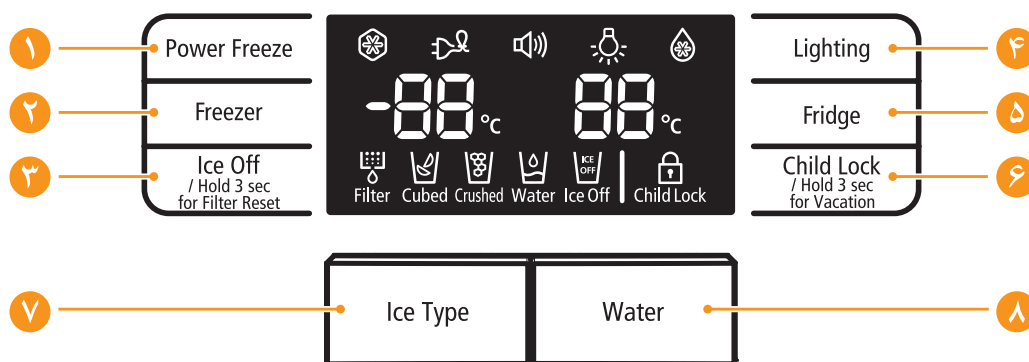 ۱ Power Freeze
Lighting ۴
-88 °c 88 °c
۲ Freezer
Fridge ۵
۳ Ice Off
/ Hold 3 sec
for Filter Reset
ICE
OFF
Filter Cubed Crushed Water Ice Off Child Lock
Child Lock ۶
/ Hold 3 sec
for Vacation
۷ Ice Type
Water ۸